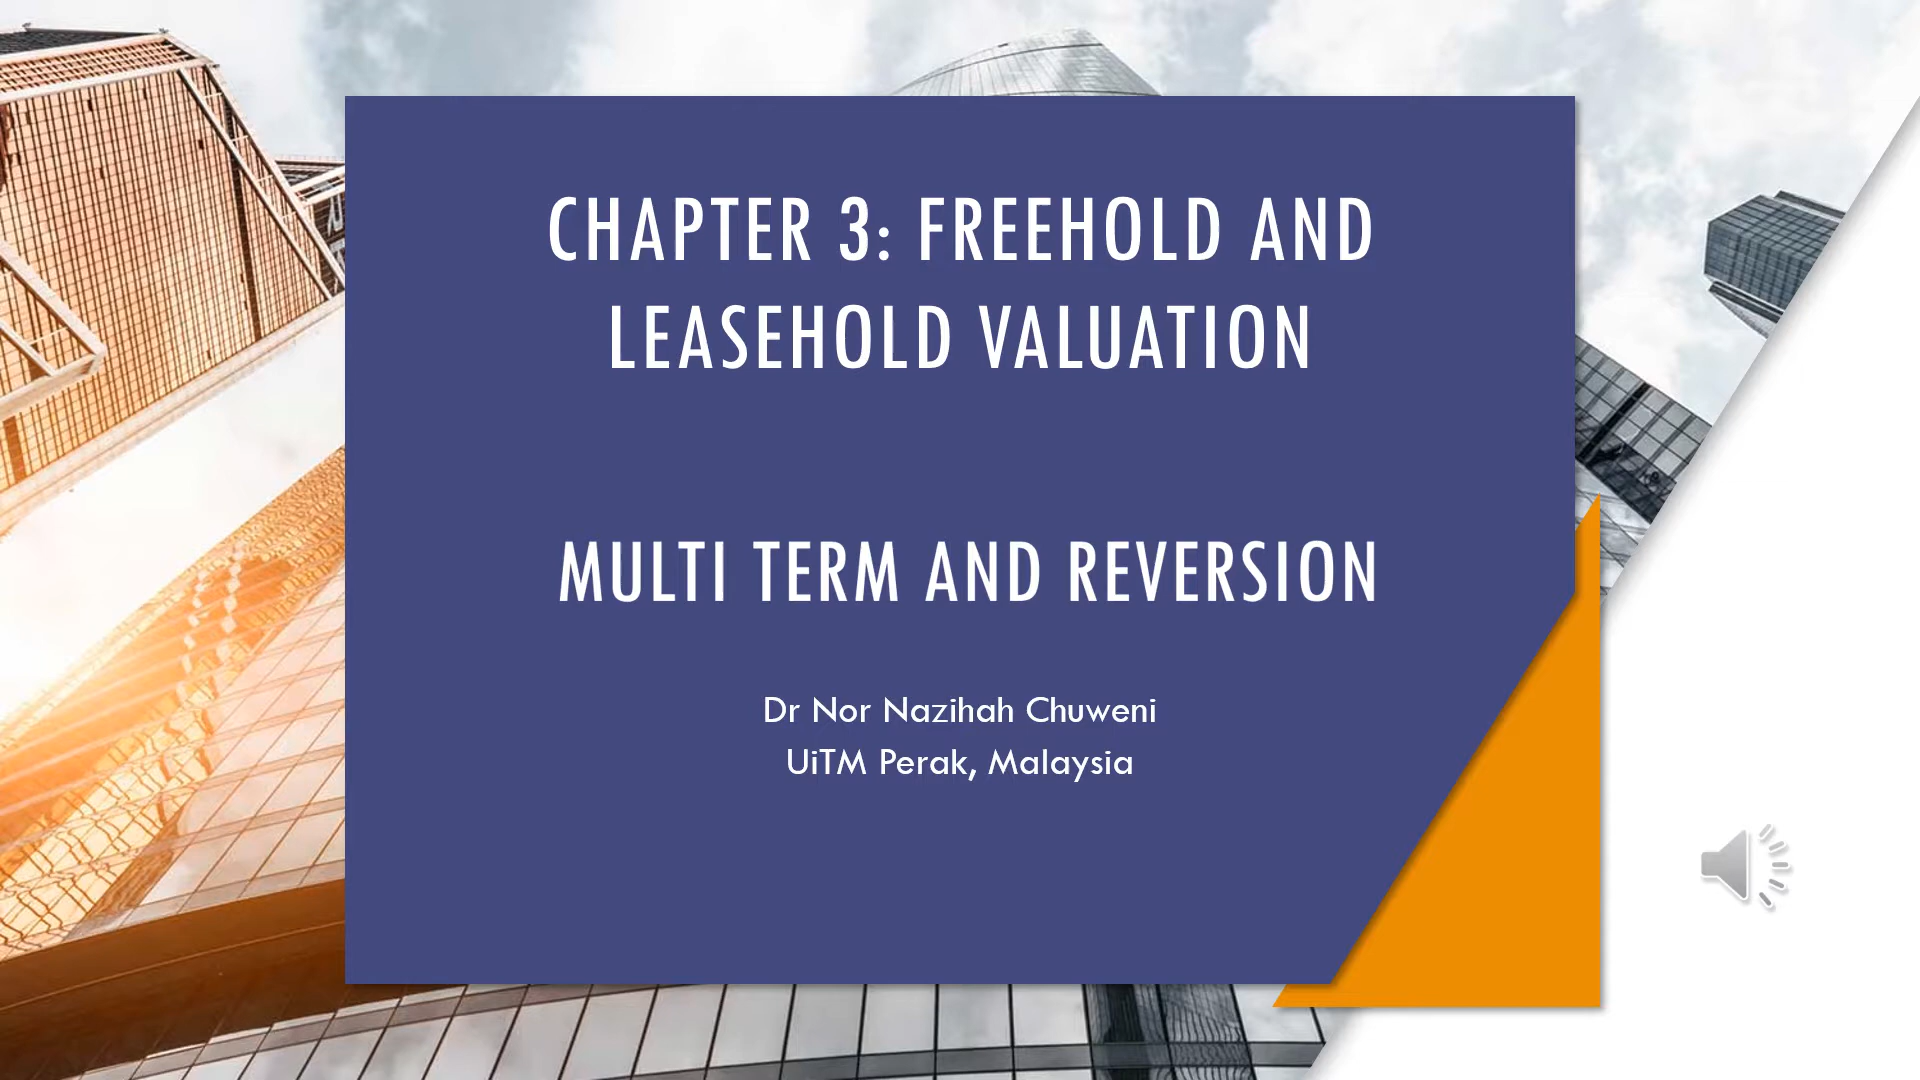 CHAPTER 3: FREEHOLD AND
LEASEHOLD VALUATION
MULTI TERM AND REVERSION
Dr Nor Nazihah Chuweni
UiTM Perak, Malaysia